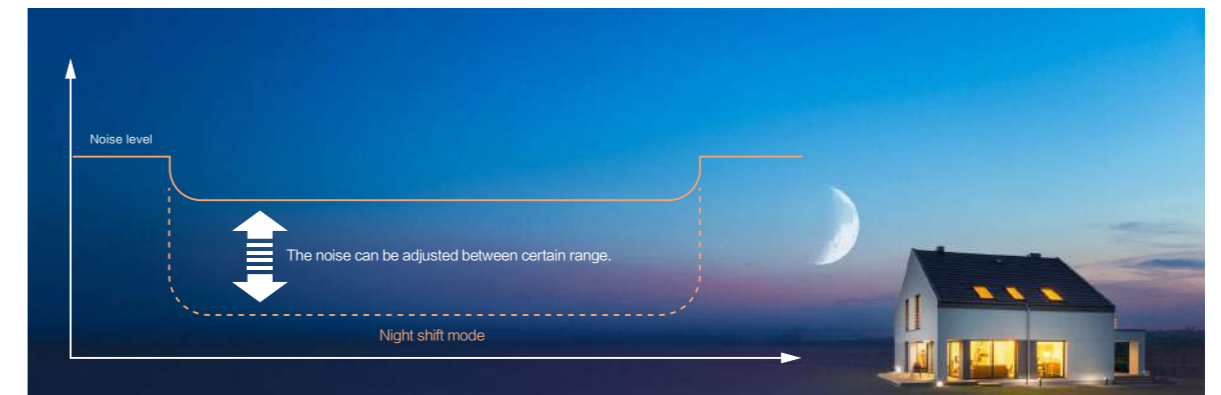 Noise level
The noise can be adjusted between certain range.
Night shift mode